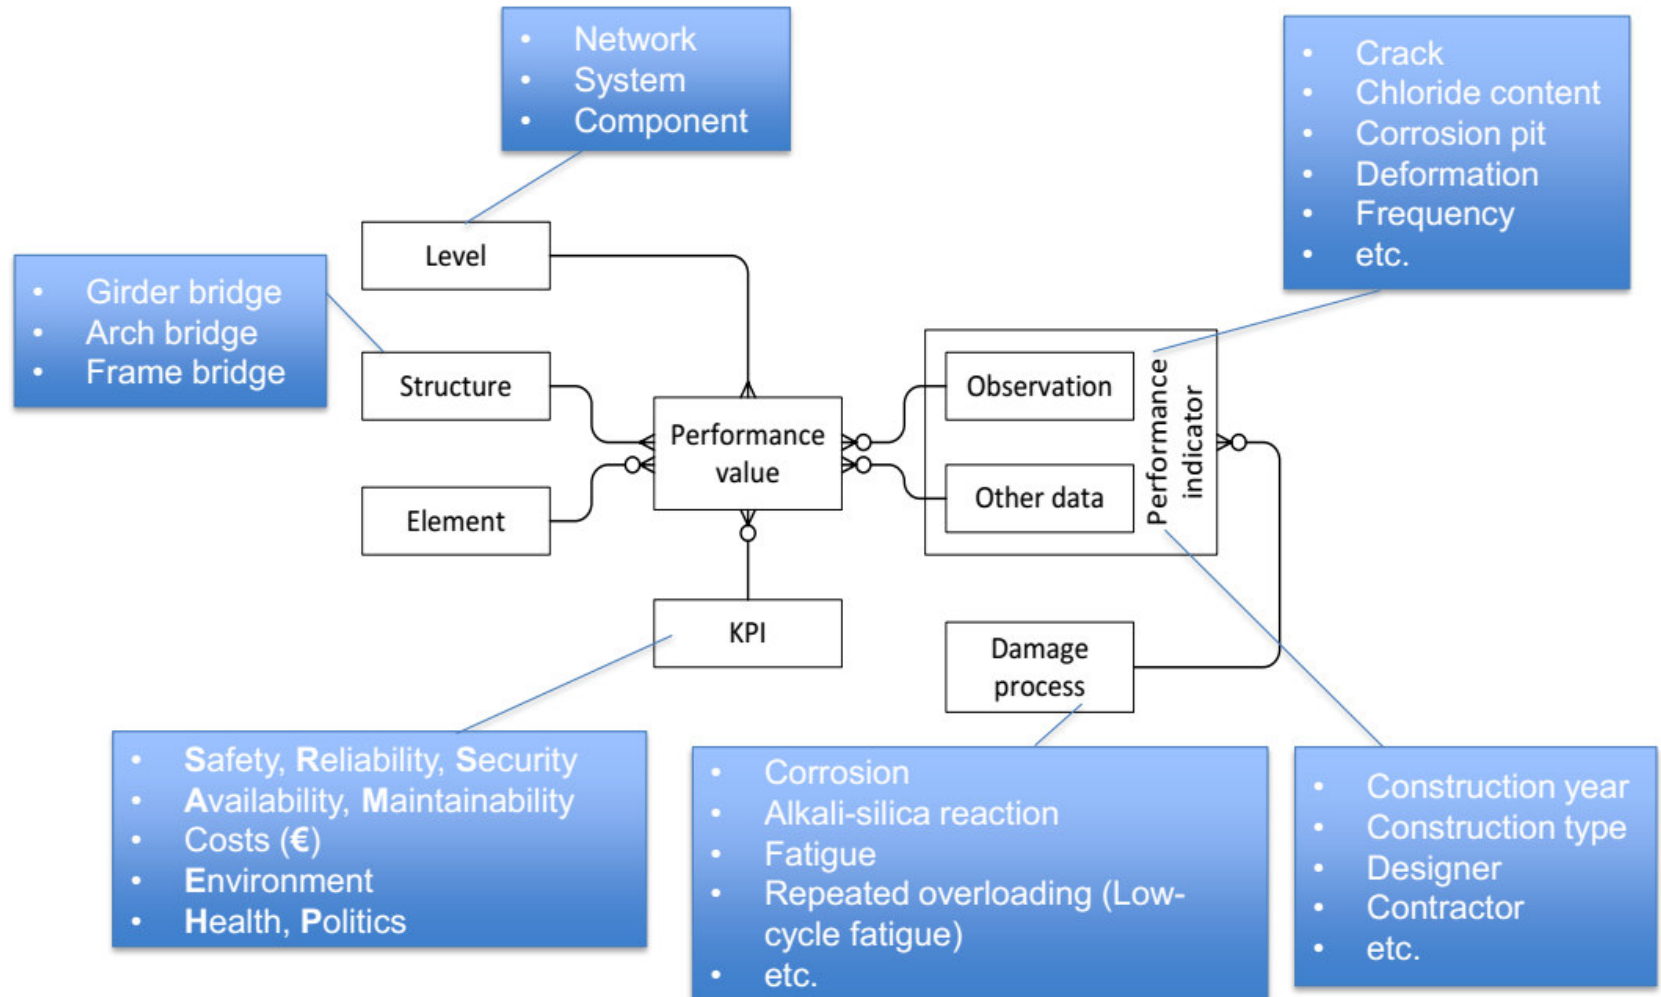 • Network
• System
• Component
• Crack
• Chloride content
• Corrosion pit
• Deformation
• Frequency
• etc.
Level
• Girder bridge
• Arch bridge
• Frame bridge
Structure
Element
Performance
value
Observation
Other data
Performance
indicator
KPI
Damage
process
• Safety, Reliability, Security
• Availability, Maintainability
• Costs (€)
• Environment
• Health, Politics
• Corrosion
• Alkali-silica reaction
• Fatigue
• Repeated overloading (Low-
cycle fatigue)
• etc.
• Construction year
• Construction type
• Designer
• Contractor
• etc.